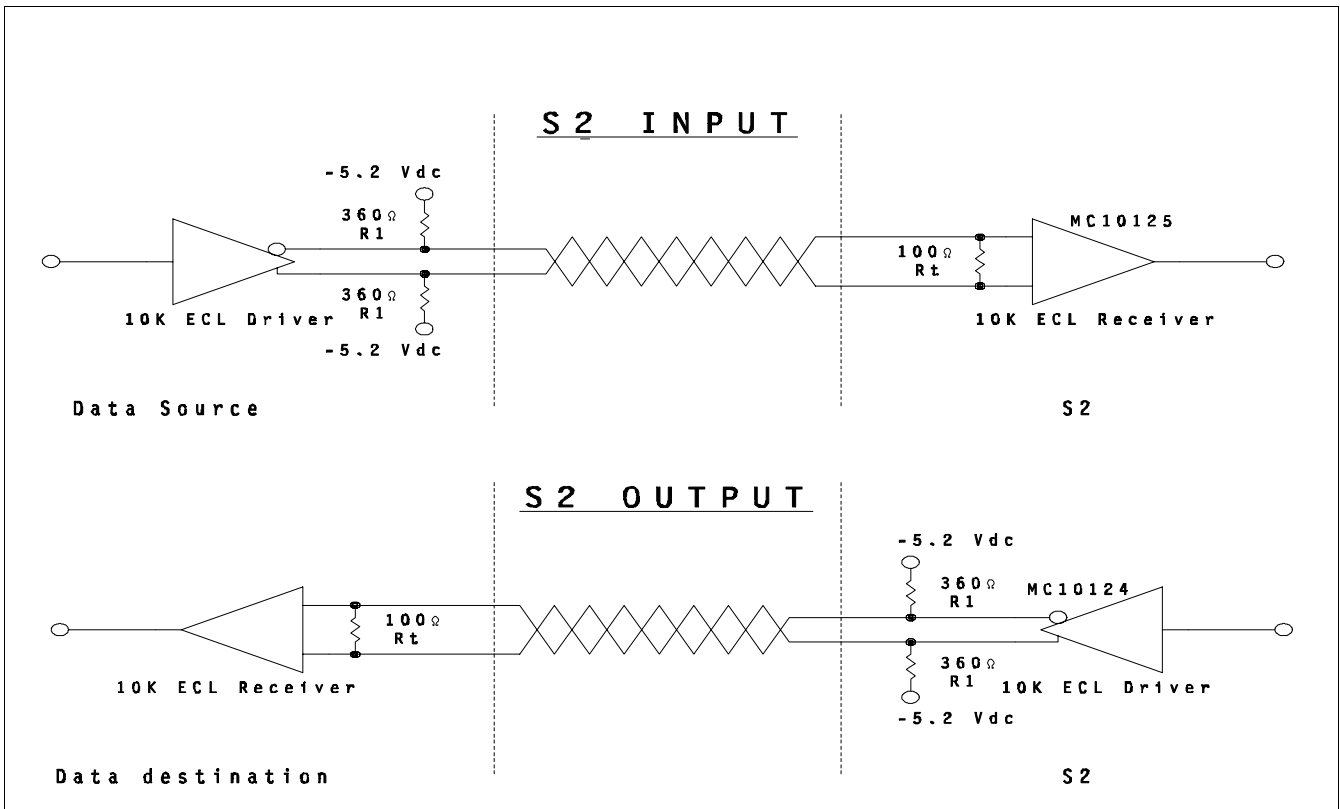 S2 INPUT
-5.2 Vdc
360Ω
R1
MC10125
100Ω
Rt
360Ω
R1
10K ECL Driver
10K ECL Receiver
-5.2 Vdc
Data Source
S2
S2 OUTPUT
-5.2 Vdc
360Ω
R1
MC10124
100Ω
Rt
360Ω
R1
10K ECL Receiver
10K ECL Driver
-5.2 Vdc
Data destination
S2